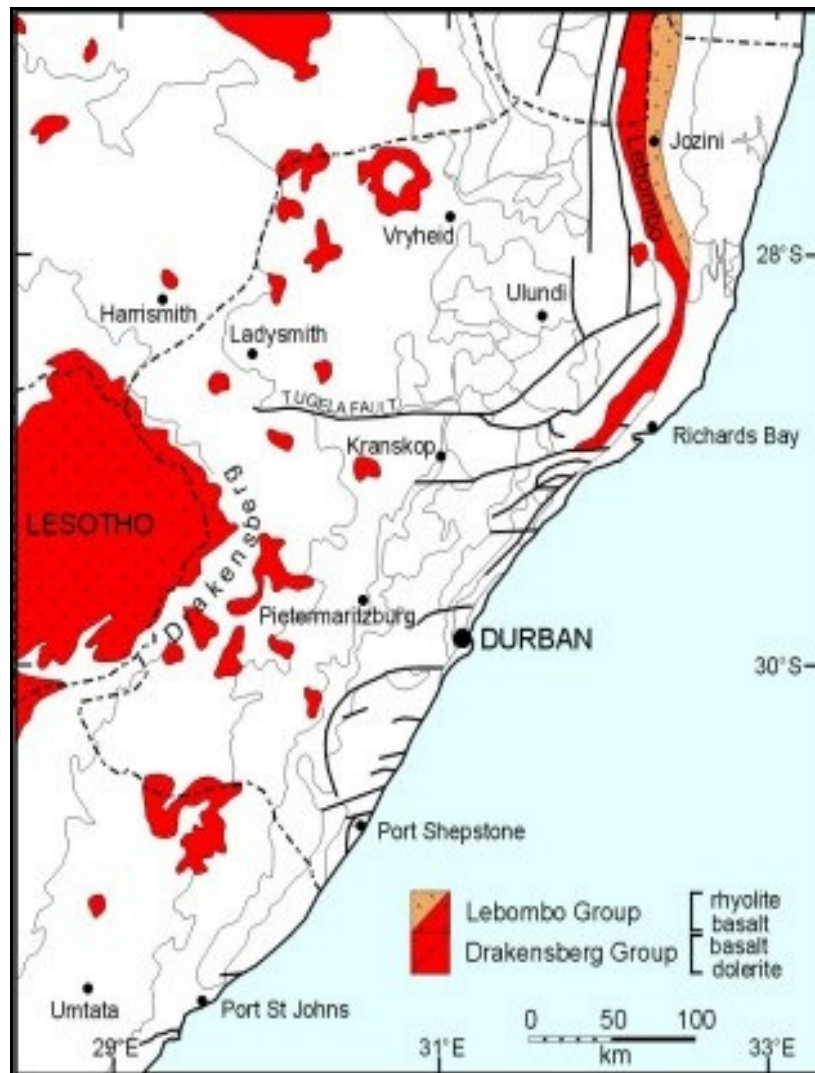 Jozini
Lebombo
Vryheid
28°S
Ulundi
Harrismith
Ladysmith
TUGELA FAULT
Richards Bay
Kranskop
LESOTHO
Drakensberg
Pietermaritzburg
DURBAN
30°S
Port Shepstone
Lebombo Group
rhyolite
basalt
Drakensberg Group
basalt
dolerite
Umtata
Port St Johns
0 50 100
km
29°E 31°E 33°E